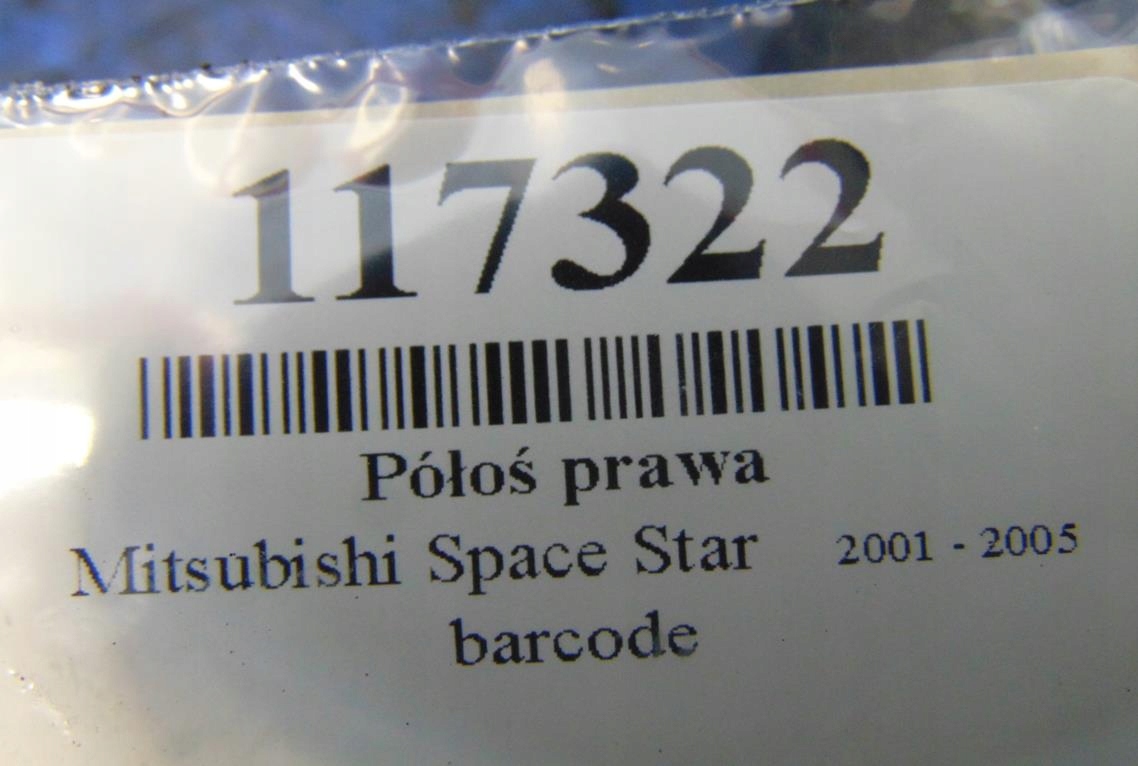 117322
Półoś prawa
Mitsubishi Space Star 2001 - 2005
barcode